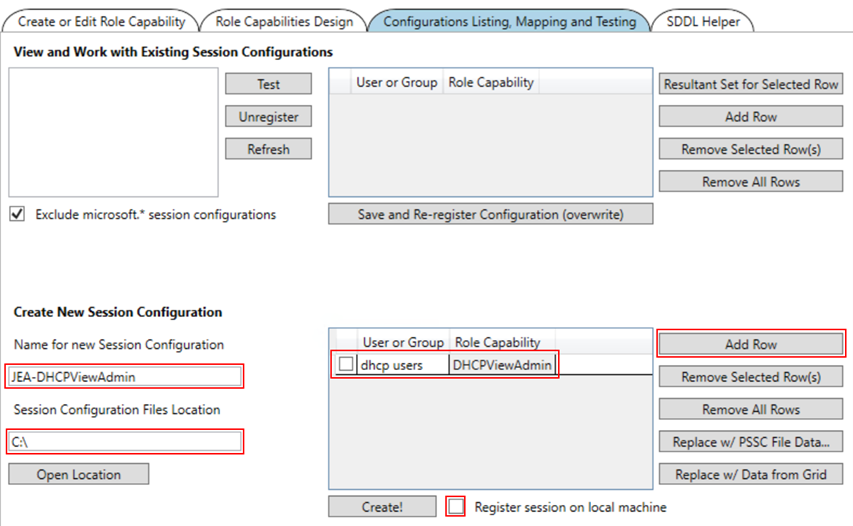 Create or Edit Role Capability
Role Capabilities Design
Configurations Listing, Mapping and Testing
SDDL Helper
View and Work with Existing Session Configurations
Test
Unregister
Refresh
Exclude microsoft.* session configurations
User or Group
Role Capability
Save and Re-register Configuration (overwrite)
Resultant Set for Selected Row
Add Row
Remove Selected Row(s)
Remove All Rows
Create New Session Configuration
Name for new Session Configuration
JEA-DHCPViewAdmin
Session Configuration Files Location
C:\
Open Location
User or Group
Role Capability
dhcp users
DHCPViewAdmin
Create!
Register session on local machine
Add Row
Remove Selected Row(s)
Remove All Rows
Replace w/ PSSC File Data...
Replace w/ Data from Grid